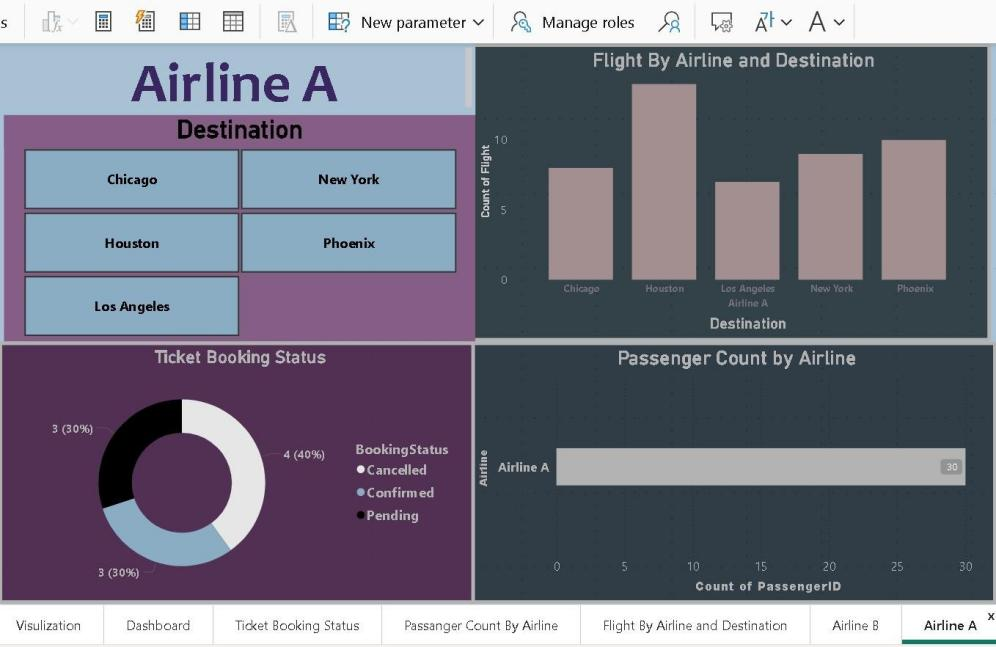 s
New parameter
Manage roles
Airline A
Destination
Chicago
New York
Houston
Phoenix
Los Angeles
Flight By Airline and Destination
Count of Flight
10
5
0
Chicago
Houston
Los Angeles
New York
Phoenix
Airline A
Destination
Ticket Booking Status
3 (30%)
4 (40%)
3 (30%)
BookingStatus
Cancelled
Confirmed
Pending
Passenger Count by Airline
Airline
Airline A
30
0 5 10 15 20 25 30
Count of PassengerID
Visulization
Dashboard
Ticket Booking Status
Passanger Count By Airline
Flight By Airline and Destination
Airline B
Airline A
x